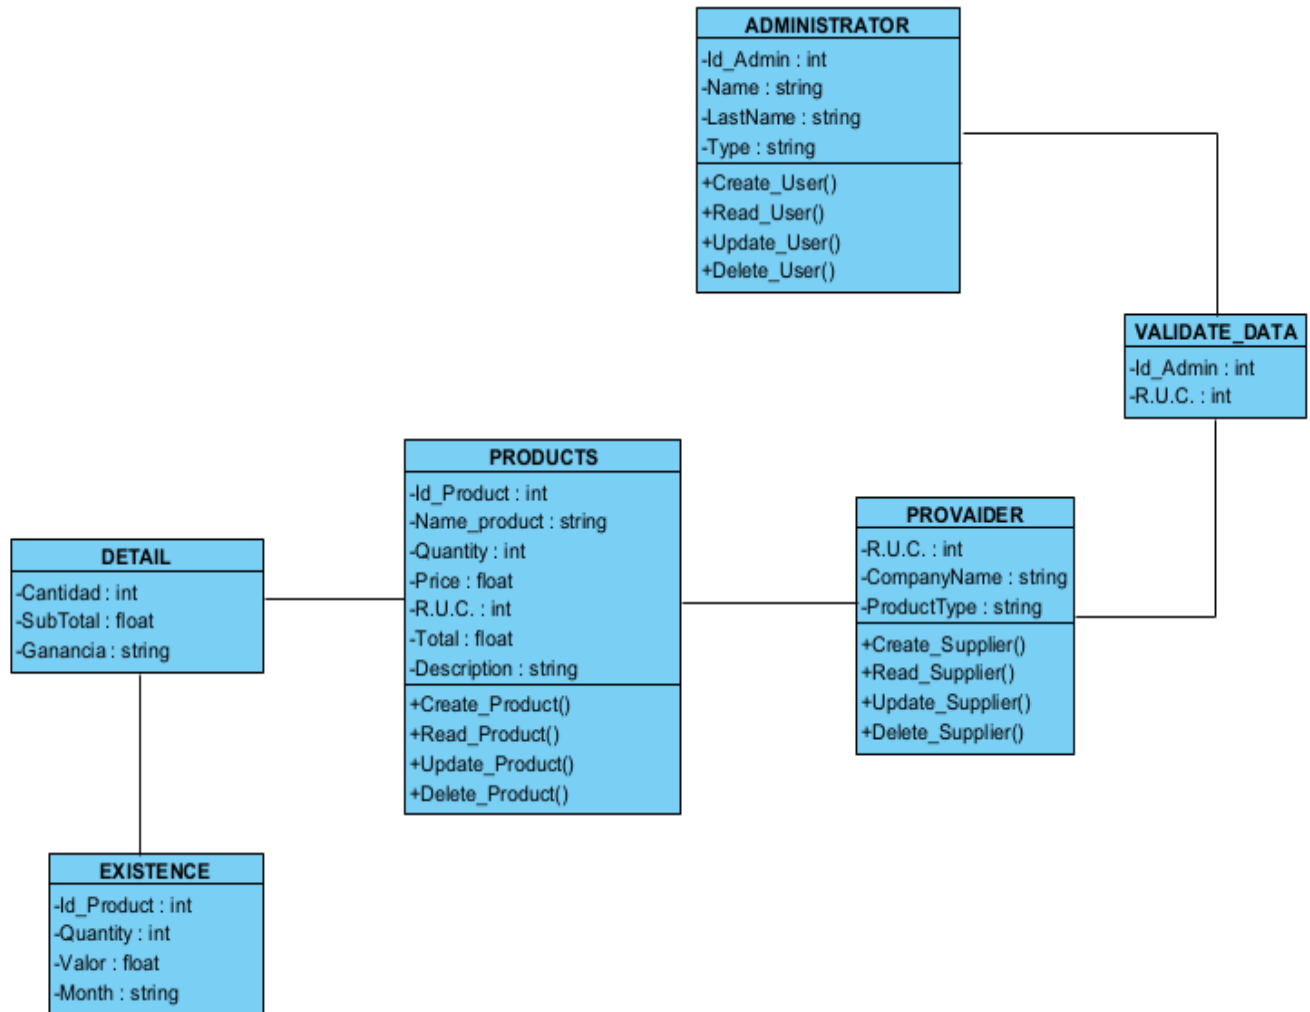 ADMINISTRATOR
-Id_Admin : int
-Name : string
-LastName : string
-Type : string
+Create_User()
+Read_User()
+Update_User()
+Delete_User()
VALIDATE_DATA
-Id_Admin : int
-R.U.C. : int
PRODUCTS
-Id_Product : int
-Name_product : string
-Quantity : int
-Price : float
-R.U.C. : int
-Total : float
-Description : string
+Create_Product()
+Read_Product()
+Update_Product()
+Delete_Product()
PROVAIDER
-R.U.C. : int
-CompanyName : string
-ProductType : string
+Create_Supplier()
+Read_Supplier()
+Update_Supplier()
+Delete_Supplier()
DETAIL
-Cantidad : int
-SubTotal : float
-Ganancia : string
EXISTENCE
-Id_Product : int
-Quantity : int
-Valor : float
-Month : string